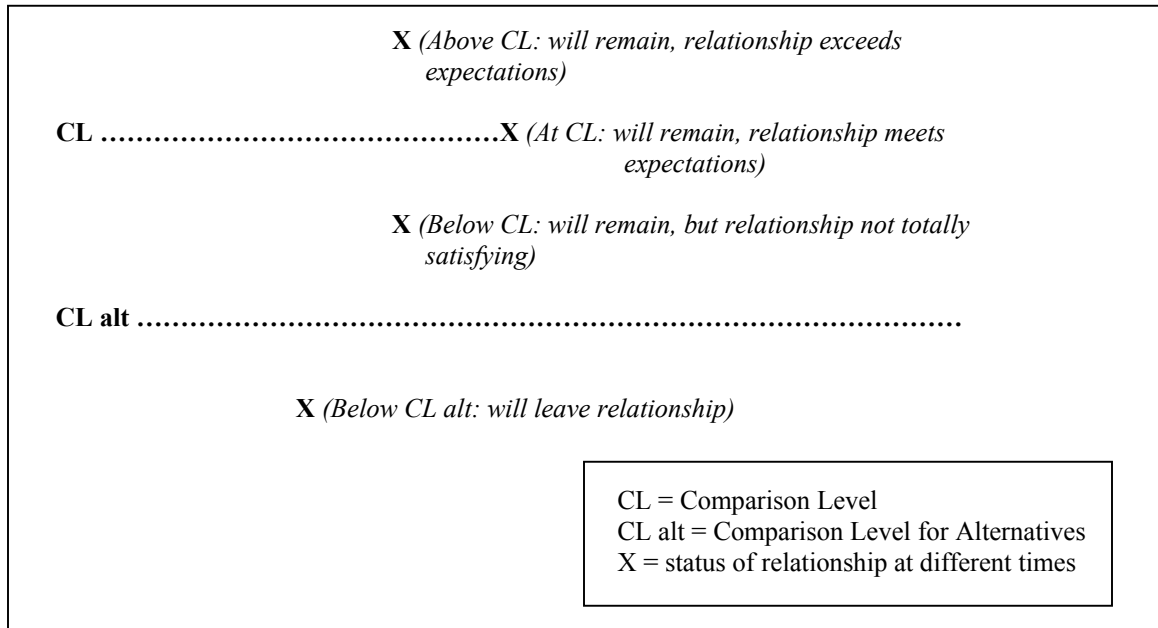 X (Above CL: will remain, relationship exceeds
expectations)
CL …………………………………………X (At CL: will remain, relationship meets
expectations)
X (Below CL: will remain, but relationship not totally
satisfying)
CL alt …………………………………………………………………………………
X (Below CL alt: will leave relationship)
CL = Comparison Level
CL alt = Comparison Level for Alternatives
X = status of relationship at different times